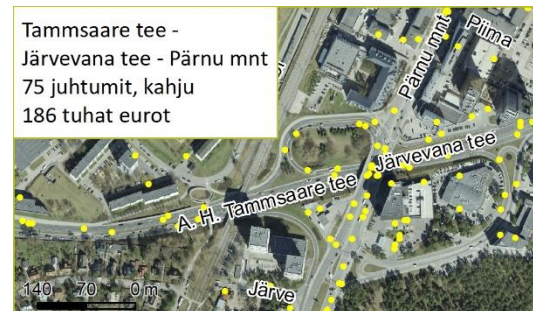 Tammsaare tee -
Järvevana tee - Pärnu mnt
75 juhtumit, kahju
186 tuhat eurot
Piima
Pärnu mnt
Järvevana tee
A. H. Tammsaare tee
Järve
140 70 0 m